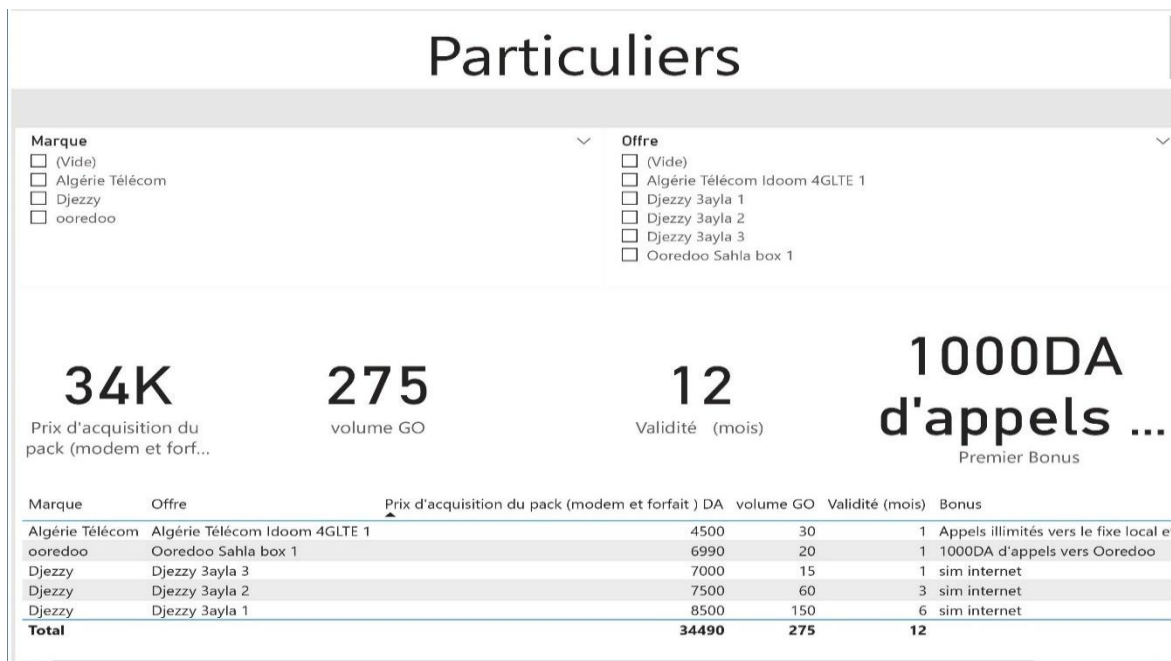 Particuliers
Marque
(Vide)
Algérie Télécom
Djezzy
ooredoo
Offre
(Vide)
Algérie Télécom Idoom 4GLTE 1
Djezzy 3ayla 1
Djezzy 3ayla 2
Djezzy 3ayla 3
Ooredoo Sahla box 1
34K
Prix d'acquisition du
pack (modem et forf...
275
volume GO
12
Validité (mois)
1000DA
d'appels ...
Premier Bonus
Marque Offre Prix d'acquisition du pack (modem et forfait ) DA volume GO Validité (mois) Bonus
Algérie Télécom Algérie Télécom Idoom 4GLTE 1 4500 30 1 Appels illimités vers le fixe local e
ooredoo Ooredoo Sahla box 1 6990 20 1 1000DA d'appels vers Ooredoo
Djezzy Djezzy 3ayla 3 7000 15 1 sim internet
Djezzy Djezzy 3ayla 2 7500 60 3 sim internet
Djezzy Djezzy 3ayla 1 8500 150 6 sim internet
Total 34490 275 12